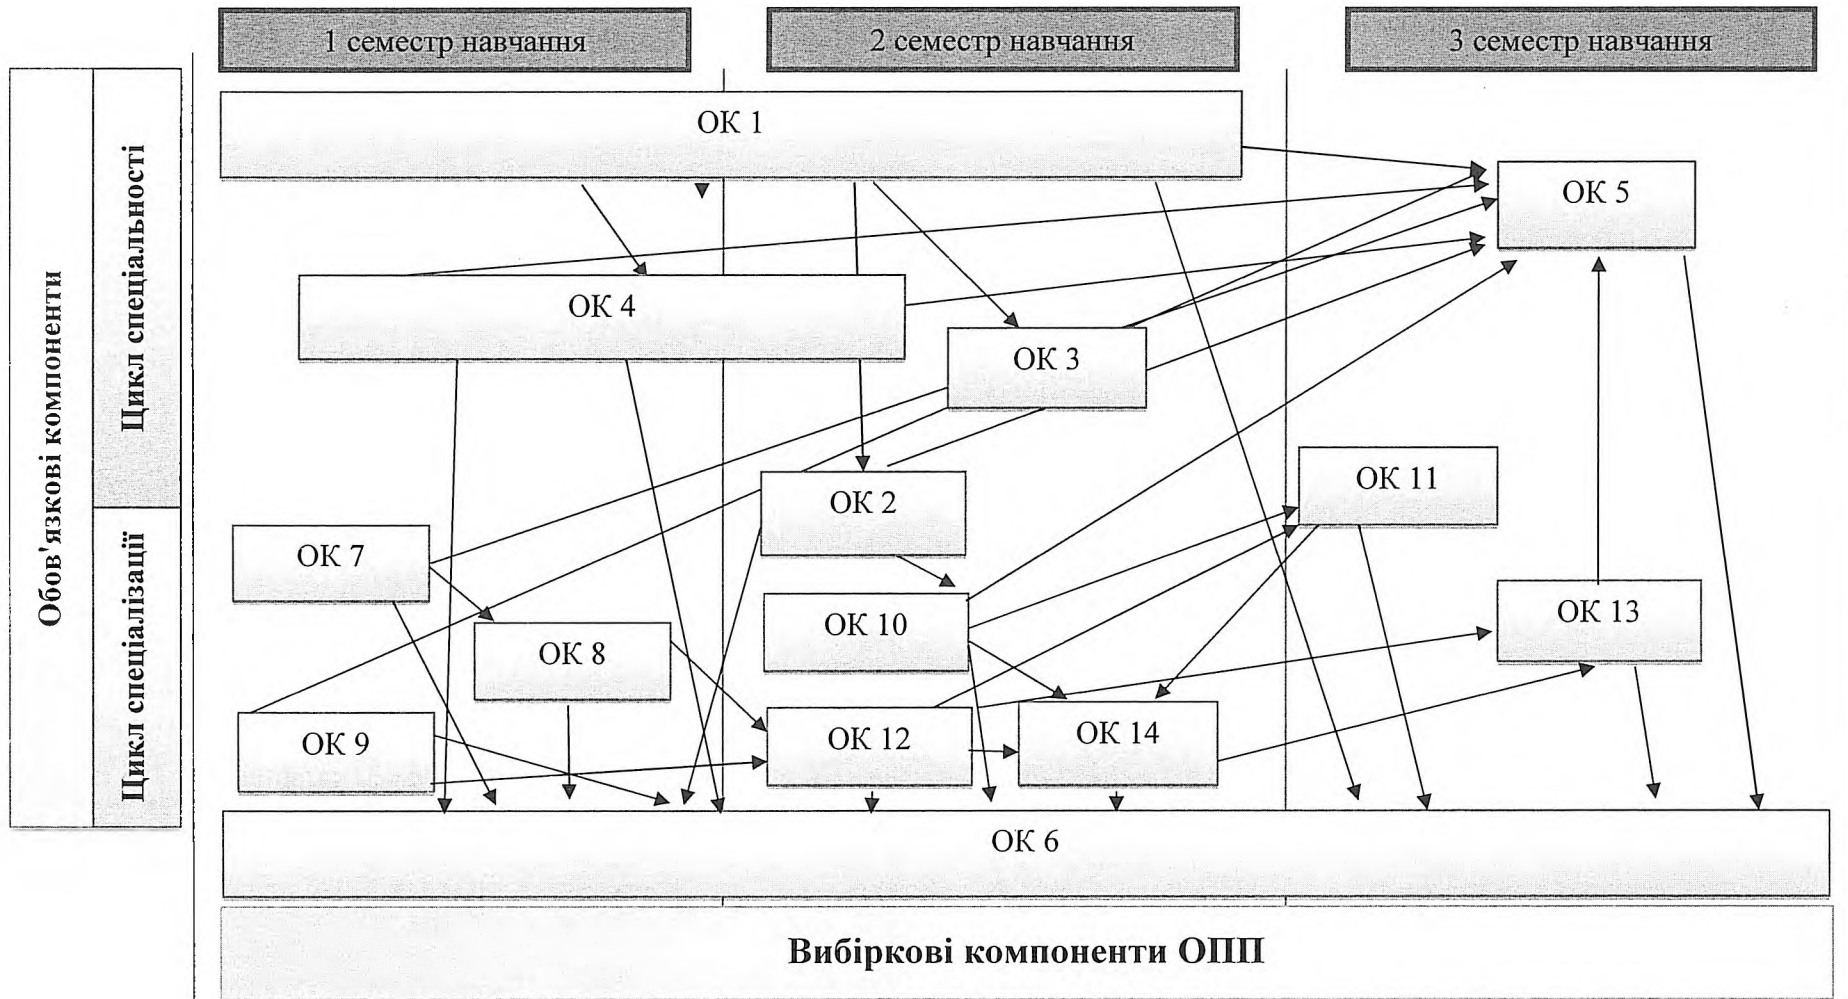 1 семестр навчання
2 семестр навчання
3 семестр навчання
Обов'язкові компоненти
Цикл спеціальності
Цикл спеціалізації
ОК 1
ОК 5
ОК 4
ОК 3
ОК 2
ОК 11
ОК 7
ОК 8
ОК 10
ОК 13
ОК 9
ОК 12
ОК 14
ОК 6
Вибіркові компоненти ОПП